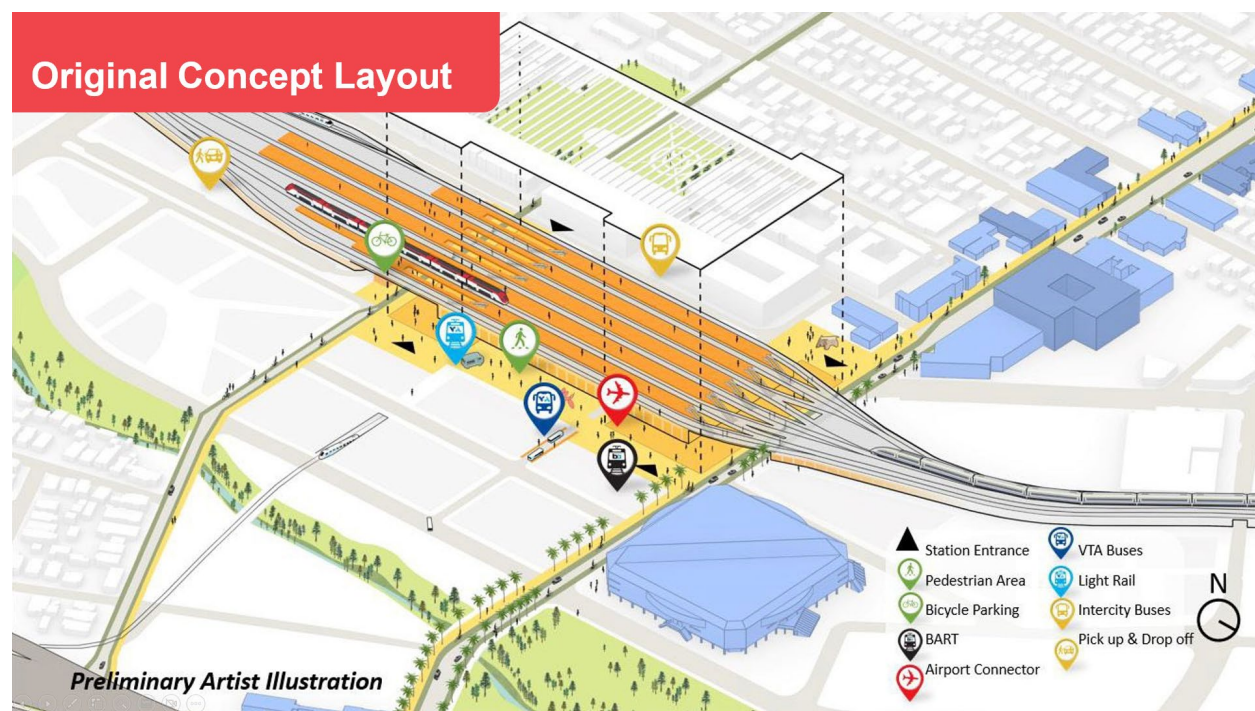 Original Concept Layout
Preliminary Artist Illustration
N
Station Entrance
Pedestrian Area
Bicycle Parking
BART
Airport Connector
VTA Buses
Light Rail
Intercity Buses
Pick up & Drop off